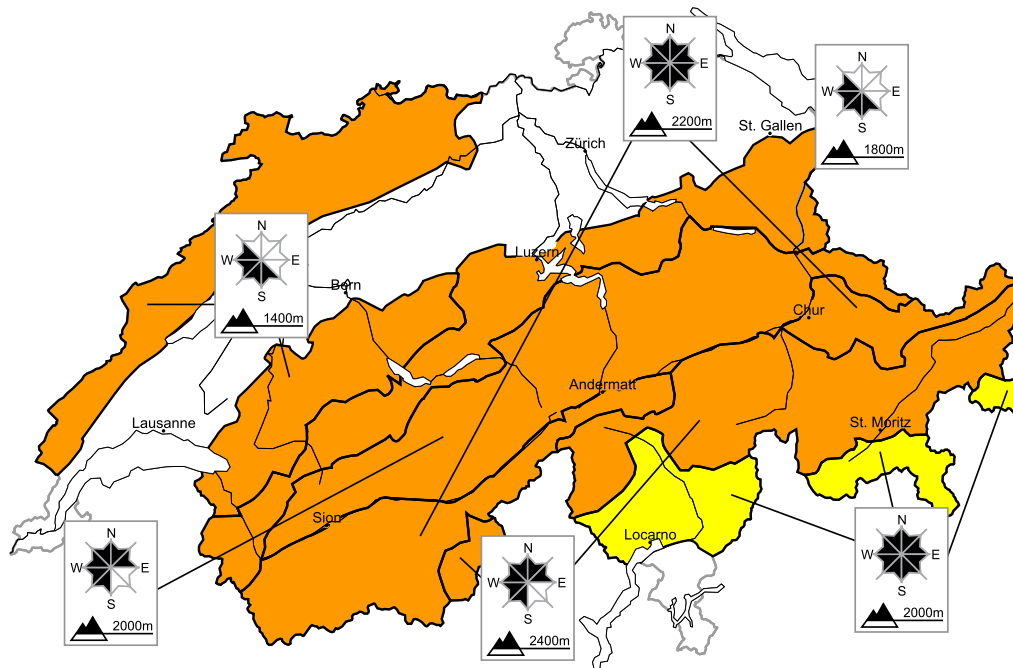 N
W E
S
2200m
N
W E
S
1800m
St. Gallen
Zürich
N
W E
S
1400m
Luzern
Bern
Chur
Andermatt
Lausanne
St. Moritz
Sion
Locarno
N
W E
S
2000m
N
W E
S
2400m
N
W E
S
2000m